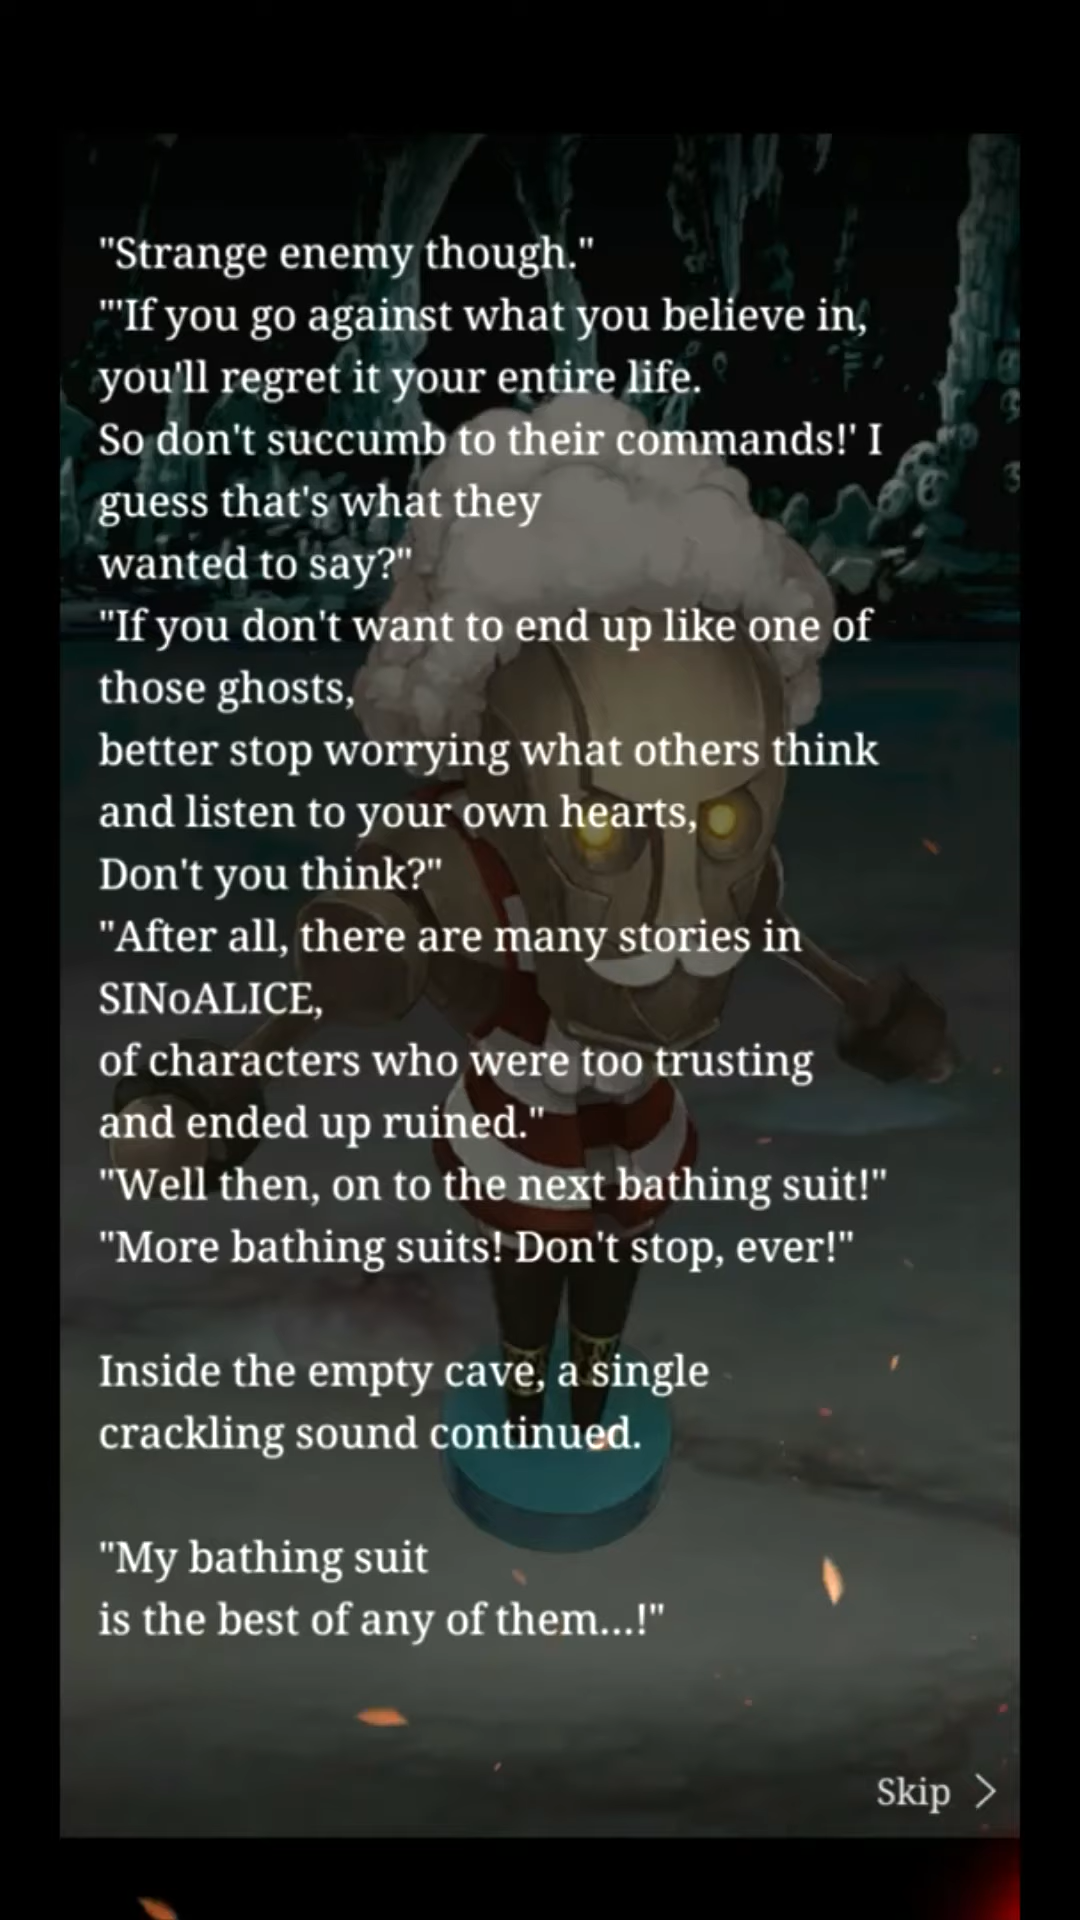 "Strange enemy though."
"'If you go against what you believe in,
you'll regret it your entire life.
So don't succumb to their commands!' I
guess that's what they
wanted to say?"
"If you don't want to end up like one of
those ghosts,
better stop worrying what others think
and listen to your own hearts,
Don't you think?"
"After all, there are many stories in
SINoALICE,
of characters who were too trusting
and ended up ruined."
"Well then, on to the next bathing suit!"
"More bathing suits! Don't stop, ever!"
Inside the empty cave, a single
crackling sound continued.
"My bathing suit
is the best of any of them...!"
Skip >